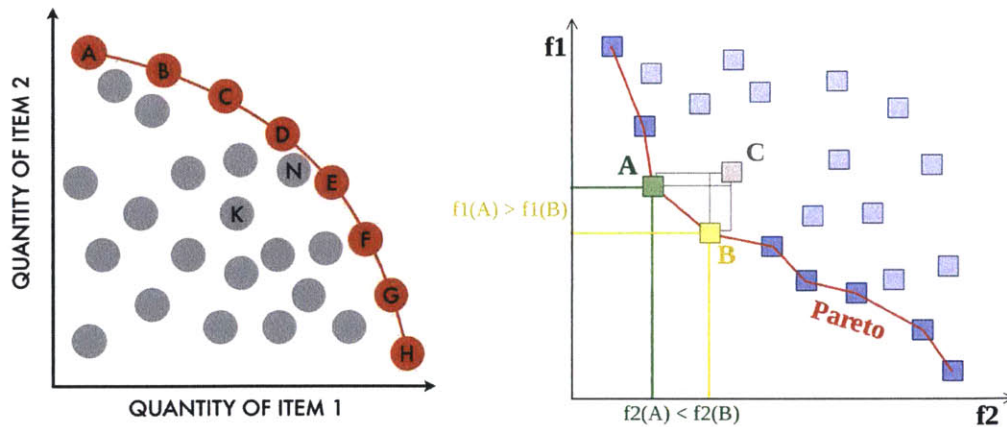 QUANTITY OF ITEM 2
A
B
C
D
N
E
K
F
G
H
QUANTITY OF ITEM 1
f1
C
A
f1(A) > f1(B)
B
Pareto
f2(A) < f2(B)
f2